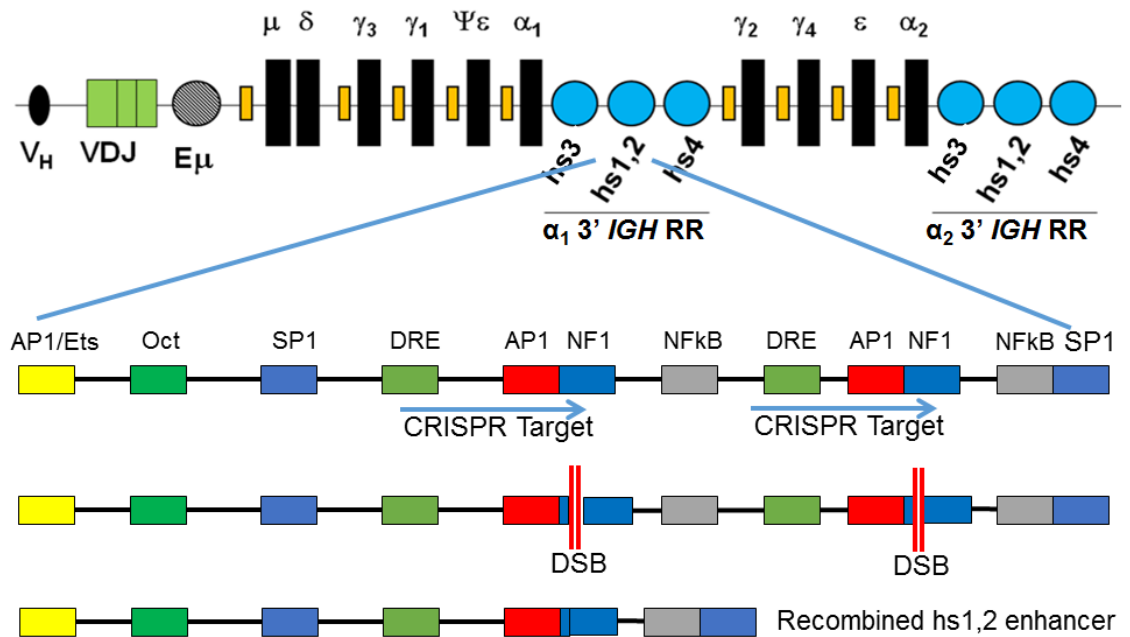 μ δ γ3 γ1 Ψε α1 γ2 γ4 ε α2
VH VDJ Eμ hs3 hs1,2 hs4 hs3 hs1,2 hs4
α1 3' IGH RR α2 3' IGH RR
AP1/Ets Oct SP1 DRE AP1 NF1 NFkB DRE AP1 NF1 NFkB SP1
CRISPR Target CRISPR Target
DSB DSB
Recombined hs1,2 enhancer